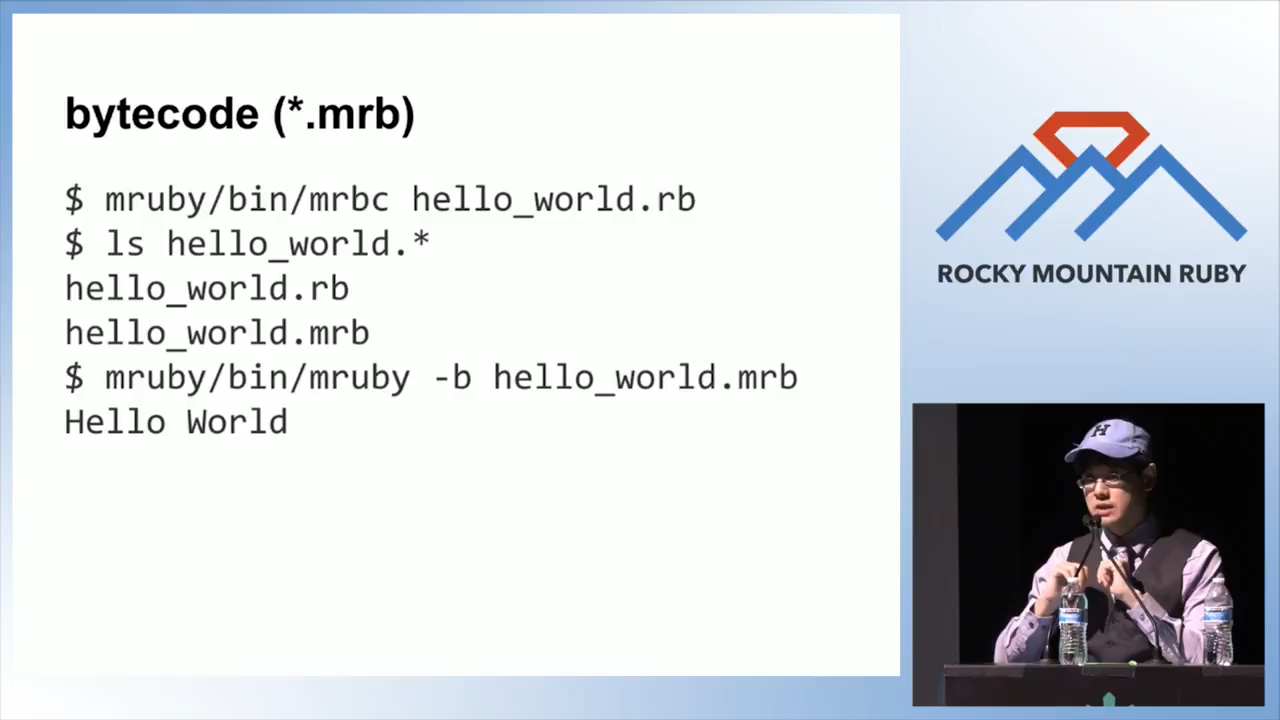 bytecode (*.mrb)
$ mruby/bin/mrbc hello_world.rb
$ ls hello_world.*
hello_world.rb
hello_world.mrb
$ mruby/bin/mruby -b hello_world.mrb
Hello World
ROCKY MOUNTAIN RUBY
H